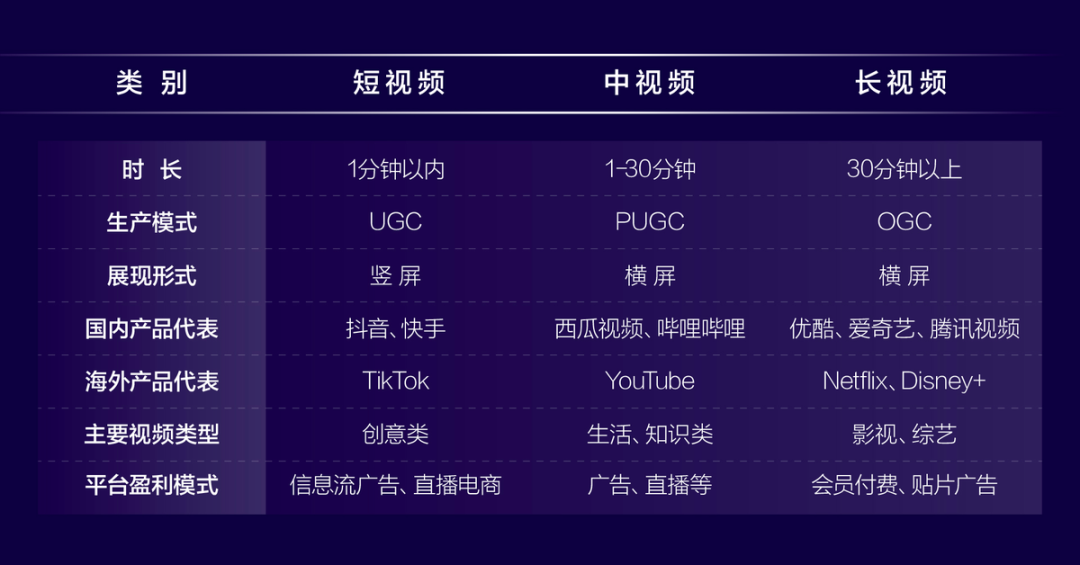 类 别 短视频 中视频 长视频
时 长 1分钟以内 1-30分钟 30分钟以上
生产模式 UGC PUGC OGC
展现形式 竖 屏 横 屏 横 屏
国内产品代表 抖音、快手 西瓜视频、哔哩哔哩 优酷、爱奇艺、腾讯视频
海外产品代表 TikTok YouTube Netflix、Disney+
主要视频类型 创意类 生活、知识类 影视、综艺
平台盈利模式 信息流广告、直播电商 广告、直播等 会员付费、贴片广告